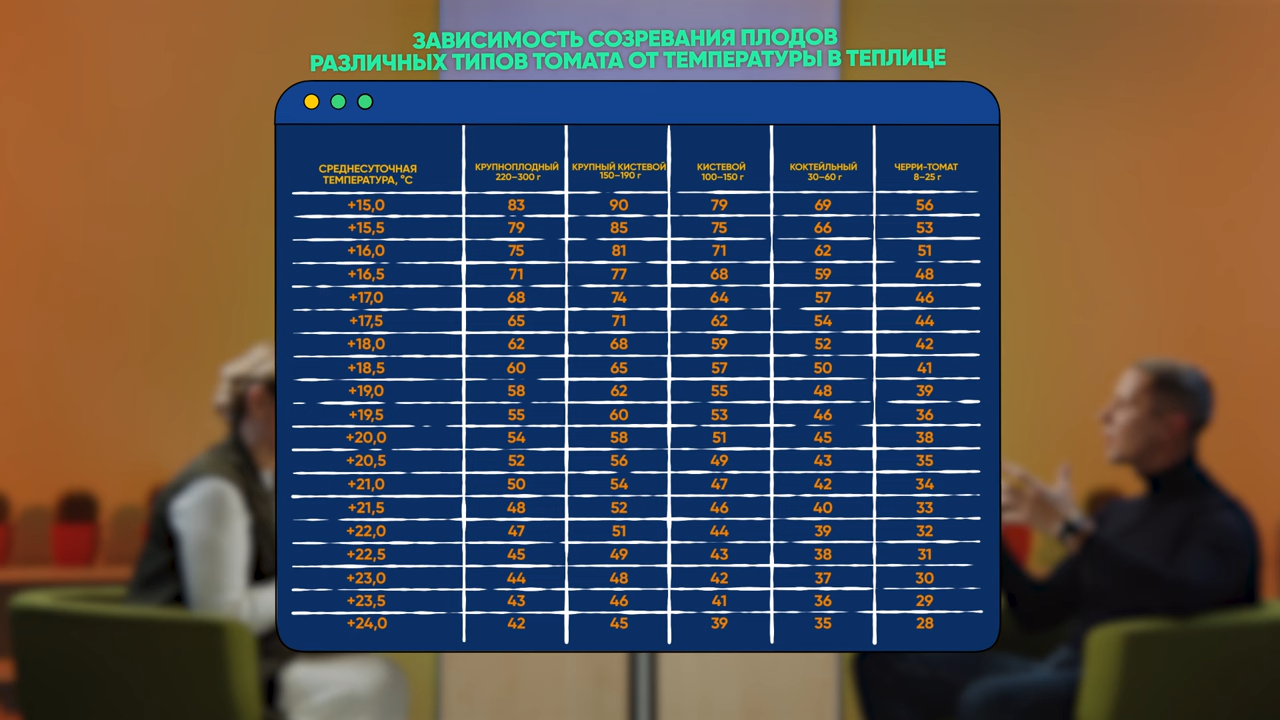 ЗАВИСИМОСТЬ СОЗРЕВАНИЯ ПЛОДОВ
РАЗЛИЧНЫХ ТИПОВ ТОМАТА ОТ ТЕМПЕРАТУРЫ В ТЕПЛИЦЕ
СРЕДНЕСУТОЧНАЯ ТЕМПЕРАТУРА, °С КРУПНОПЛОДНЫЙ 220–300 г КРУПНЫЙ КИСТЕВОЙ 150–190 г КИСТЕВОЙ 100–150 г КОКТЕЙЛЬНЫЙ 30–60 г ЧЕРРИ-ТОМАТ 8–25 г
+15,0 83 90 79 69 56
+15,5 79 85 75 66 53
+16,0 75 81 71 62 51
+16,5 71 77 68 59 48
+17,0 68 74 64 57 46
+17,5 65 71 62 54 44
+18,0 62 68 59 52 42
+18,5 60 65 57 50 41
+19,0 58 62 55 48 39
+19,5 55 60 53 46 36
+20,0 54 58 51 45 38
+20,5 52 56 49 43 35
+21,0 50 54 47 42 34
+21,5 48 52 46 40 33
+22,0 47 51 44 39 32
+22,5 45 49 43 38 31
+23,0 44 48 42 37 30
+23,5 43 46 41 36 29
+24,0 42 45 39 35 28